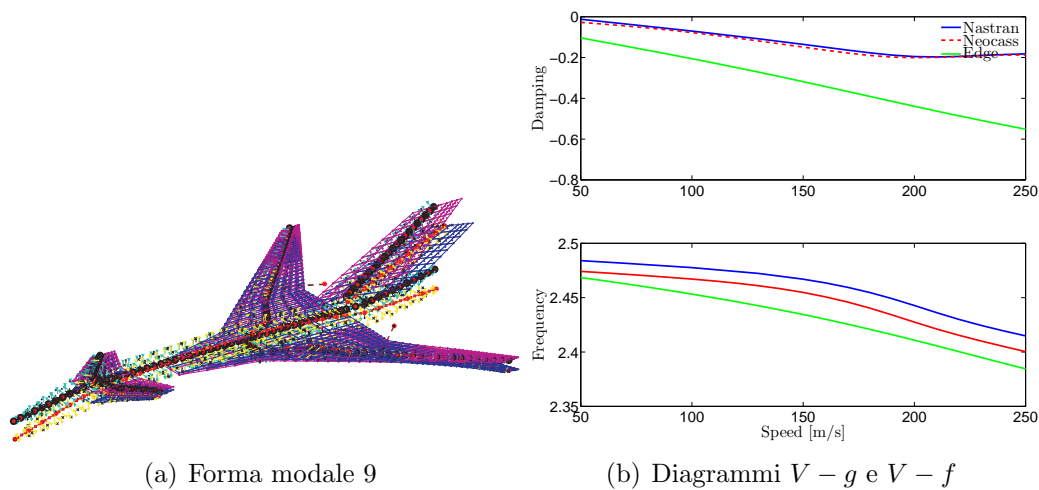 0
−0.2
−0.4
−0.6
−0.8
Damping
50
100
150
200
250
Nastran
Neocass
Edge
2.5
2.45
2.4
2.35
Frequency
50
100
150
200
250
Speed [m/s]
(a) Forma modale 9
(b) Diagrammi V − g e V − f